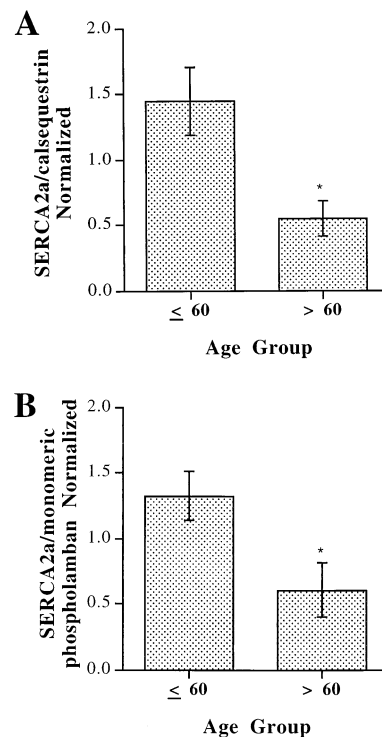 A
SERCA2a/calsequestrin
Normalized
2.0
1.5
1.0
0.5
0.0
*
≤ 60
> 60
Age Group
B
SERCA2a/monomeric
phospholamban Normalized
2.0
1.5
1.0
0.5
0.0
*
≤ 60
> 60
Age Group